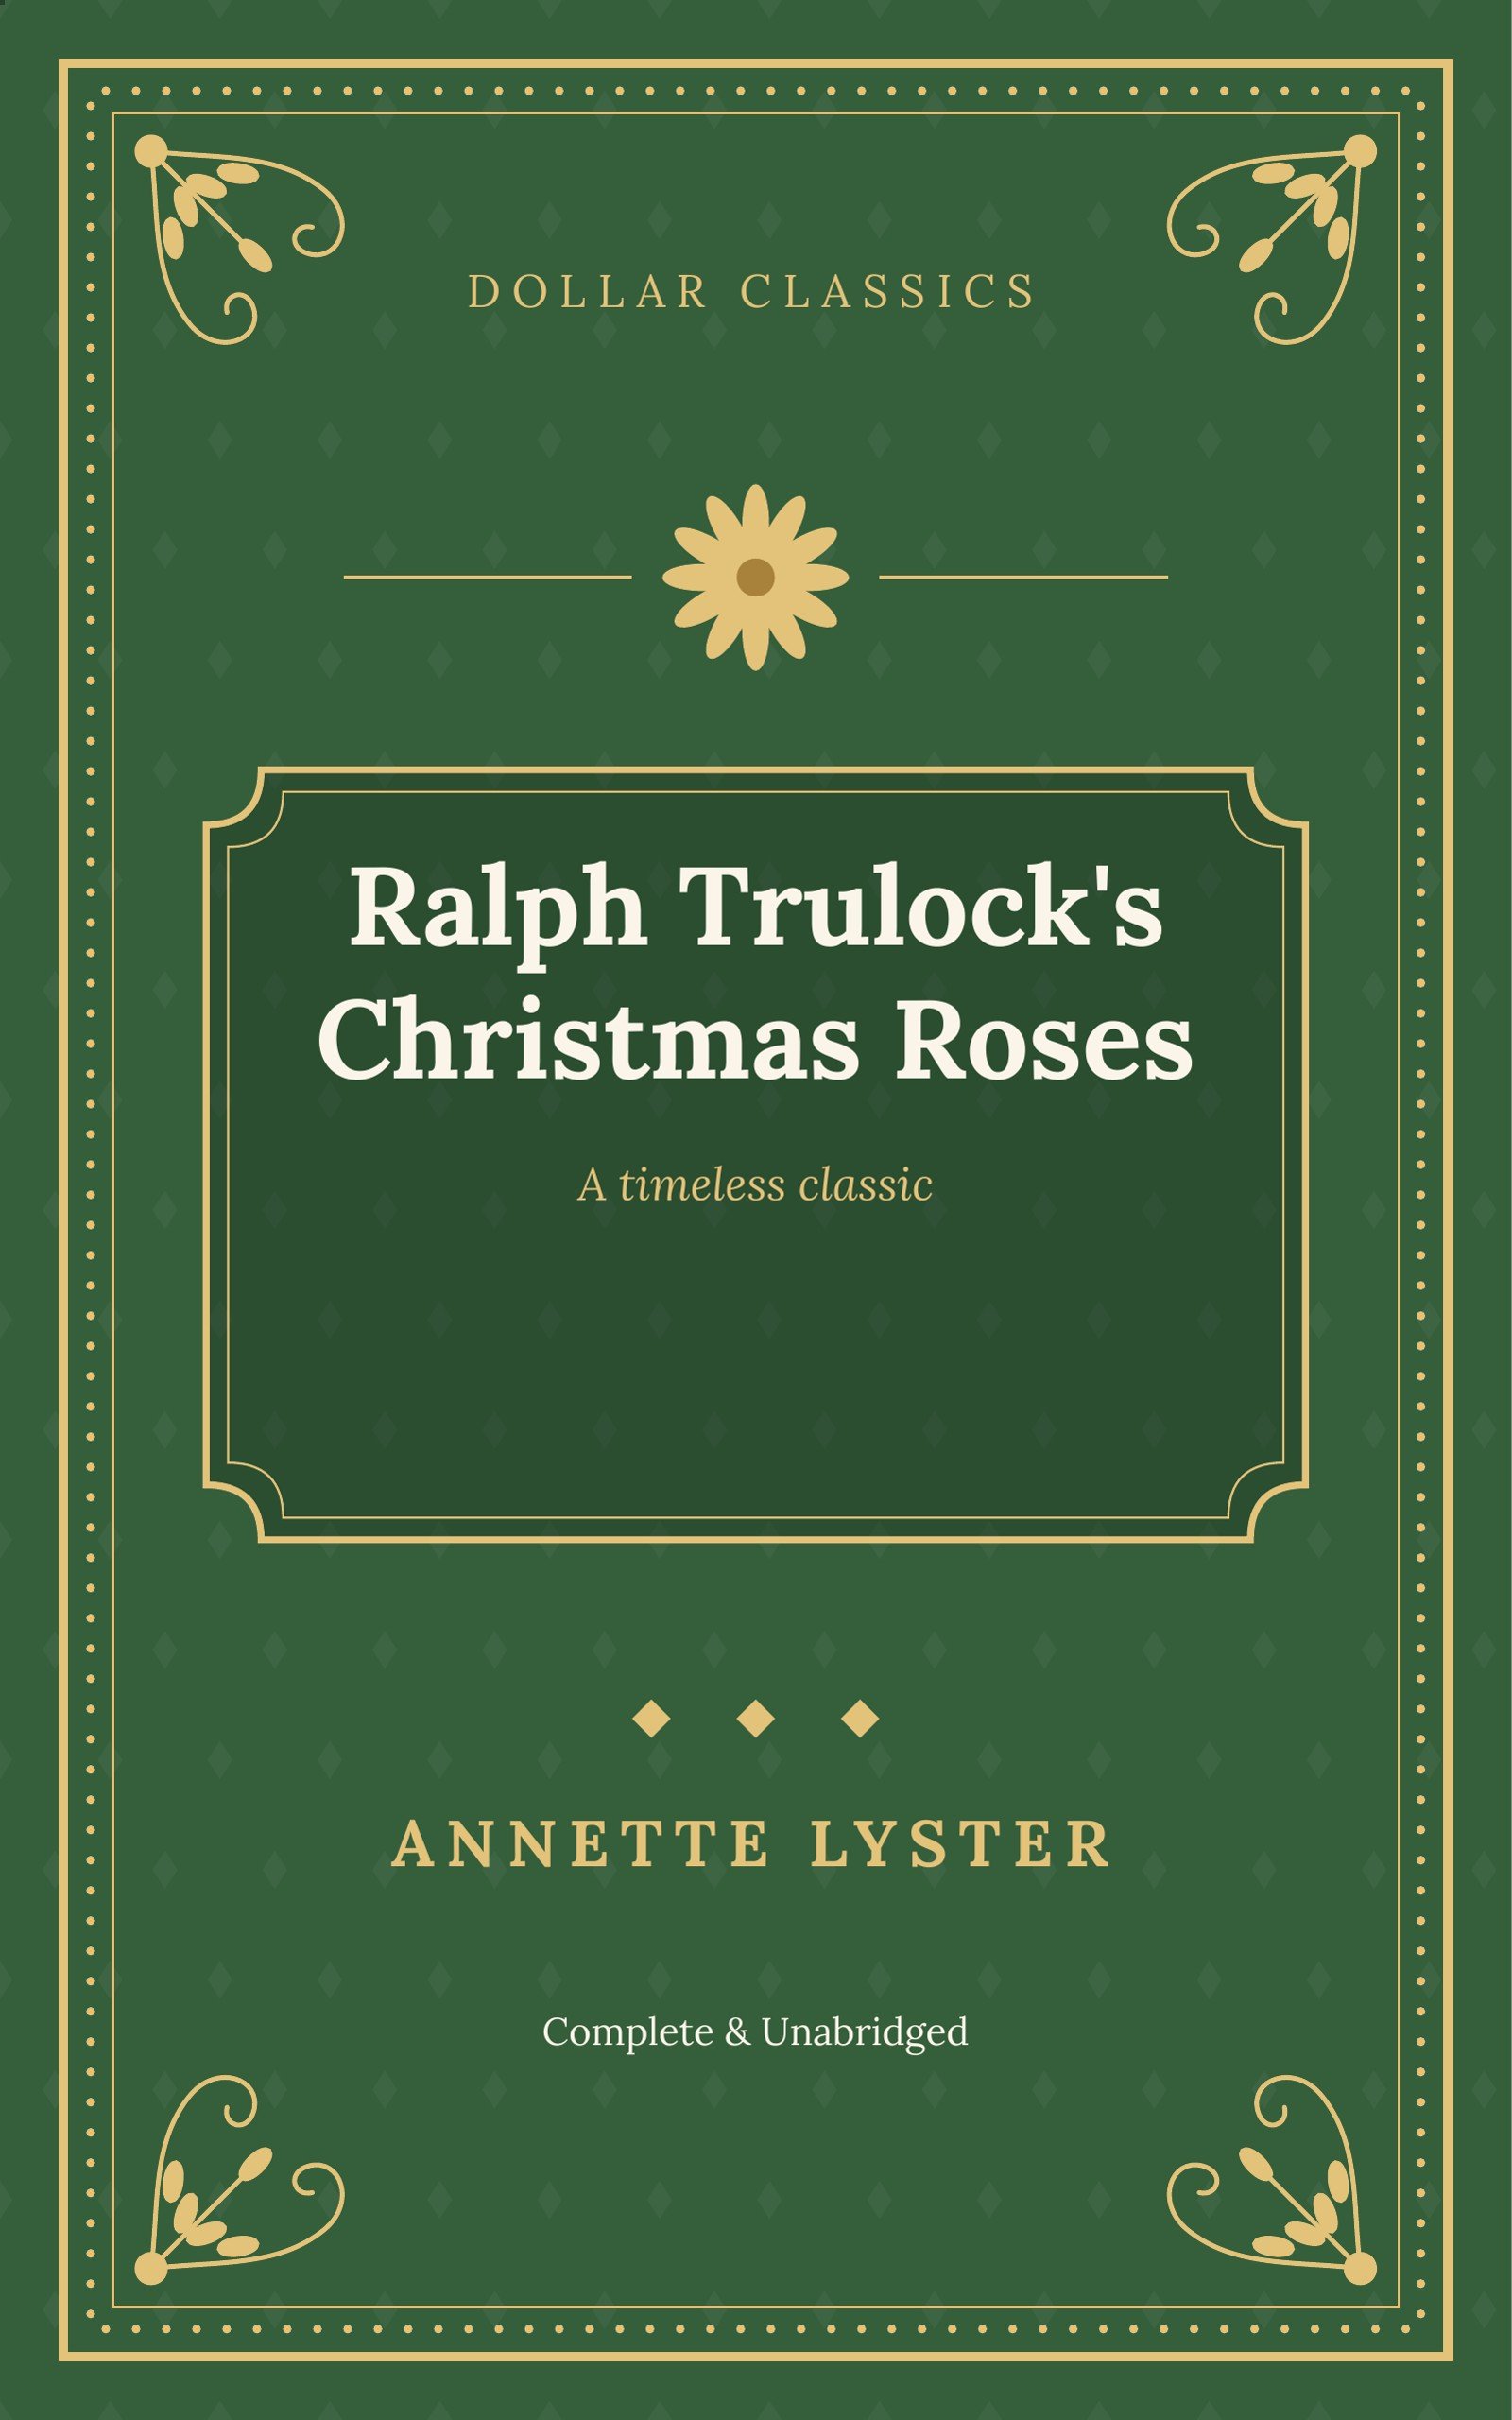 DOLLAR CLASSICS
Ralph Trulock's
Christmas Roses
A timeless classic
ANNETTE LYSTER
Complete & Unabridged